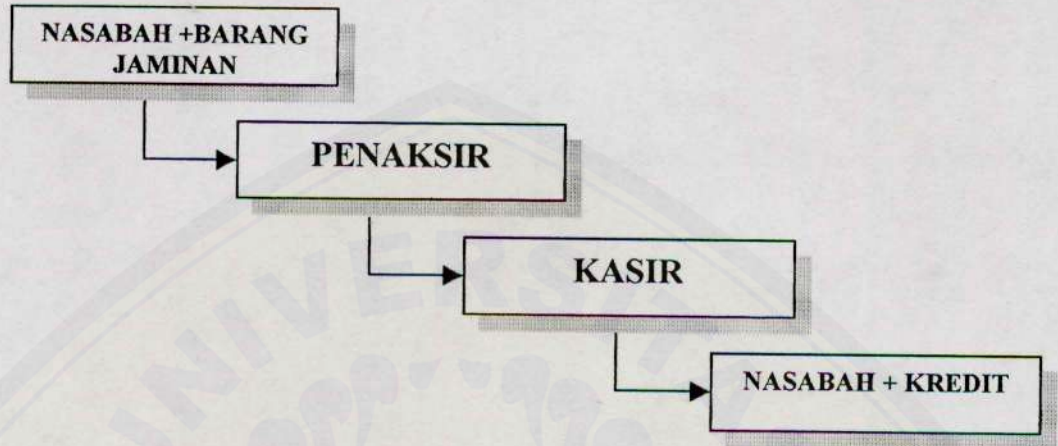 NASABAH +BARANG
JAMINAN
PENAKSIR
KASIR
NASABAH + KREDIT